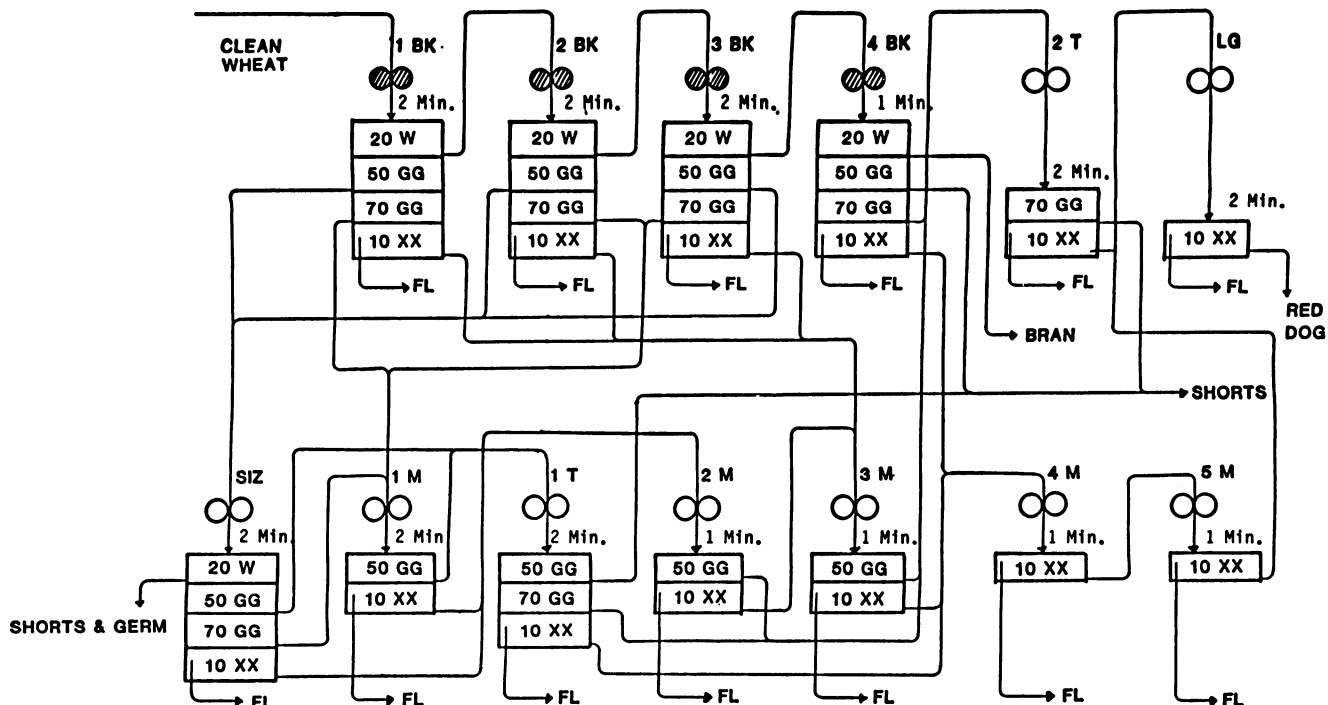 CLEAN WHEAT
1 BK
2 BK
3 BK
4 BK
2 T
LG
2 Min.
2 Min.
2 Min.
1 Min.
20 W
50 GG
70 GG
10 XX
FL
20 W
50 GG
70 GG
10 XX
FL
20 W
50 GG
70 GG
10 XX
FL
20 W
50 GG
70 GG
10 XX
FL
2 Min.
70 GG
10 XX
FL
2 Min.
10 XX
FL
RED DOG
BRAN
SHORTS
SIZ
1 M
1 T
2 M
3 M
4 M
5 M
2 Min.
2 Min
2 Min.
1 Min.
1 Min.
1 Min.
1 Min.
20 W
50 GG
70 GG
10 XX
SHORTS & GERM
FL
50 GG
10 XX
FL
50 GG
70 GG
10 XX
FL
50 GG
10 XX
FL
50 GG
10 XX
FL
10 XX
FL
10 XX
FL